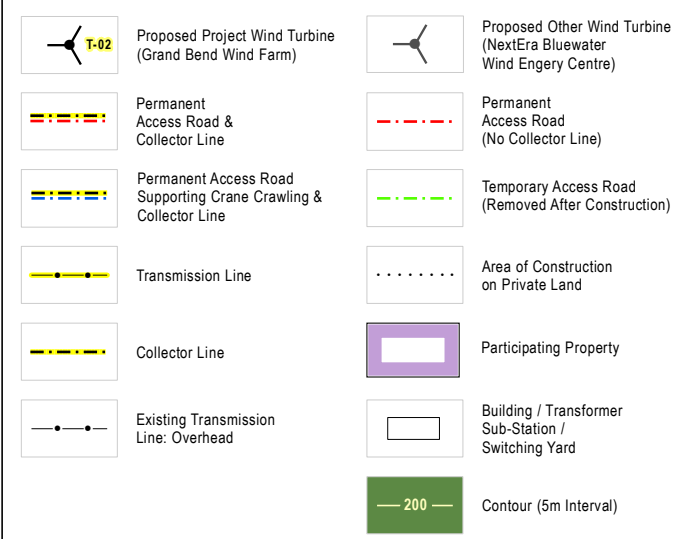 T-02
Proposed Project Wind Turbine
(Grand Bend Wind Farm)
Permanent
Access Road &
Collector Line
Permanent Access Road
Supporting Crane Crawling &
Collector Line
Transmission Line
Collector Line
Existing Transmission
Line: Overhead
Proposed Other Wind Turbine
(NextEra Bluewater
Wind Engery Centre)
Permanent
Access Road
(No Collector Line)
Temporary Access Road
(Removed After Construction)
Area of Construction
on Private Land
Participating Property
Building / Transformer
Sub-Station /
Switching Yard
200
Contour (5m Interval)